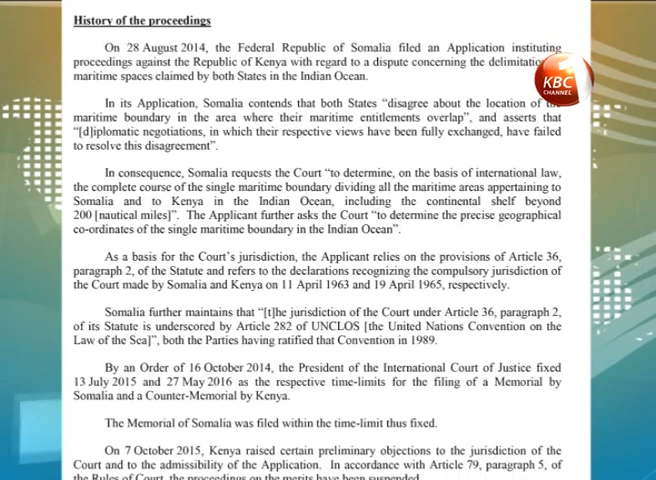 History of the proceedings
On 28 August 2014, the Federal Republic of Somalia filed an Application instituting
proceedings against the Republic of Kenya with regard to a dispute concerning the delimitation
maritime spaces claimed by both States in the Indian Ocean.
In its Application, Somalia contends that both States “disagree about the location of the
maritime boundary in the area where their maritime entitlements overlap”, and asserts that
“[d]iplomatic negotiations, in which their respective views have been fully exchanged, have failed
to resolve this disagreement”.
In consequence, Somalia requests the Court “to determine, on the basis of international law,
the complete course of the single maritime boundary dividing all the maritime areas appertaining to
Somalia and to Kenya in the Indian Ocean, including the continental shelf beyond
200 [nautical miles]”. The Applicant further asks the Court “to determine the precise geographical
co-ordinates of the single maritime boundary in the Indian Ocean”.
As a basis for the Court’s jurisdiction, the Applicant relies on the provisions of Article 36,
paragraph 2, of the Statute and refers to the declarations recognizing the compulsory jurisdiction of
the Court made by Somalia and Kenya on 11 April 1963 and 19 April 1965, respectively.
Somalia further maintains that “[t]he jurisdiction of the Court under Article 36, paragraph 2,
of its Statute is underscored by Article 282 of UNCLOS [the United Nations Convention on the
Law of the Sea]”, both the Parties having ratified that Convention in 1989.
By an Order of 16 October 2014, the President of the International Court of Justice fixed
13 July 2015 and 27 May 2016 as the respective time-limits for the filing of a Memorial by
Somalia and a Counter-Memorial by Kenya.
The Memorial of Somalia was filed within the time-limit thus fixed.
On 7 October 2015, Kenya raised certain preliminary objections to the jurisdiction of the
Court and to the admissibility of the Application. In accordance with Article 79, paragraph 5, of
the Rules of Court, the proceedings on the merits have been suspended.
1
KBC
CHANNEL